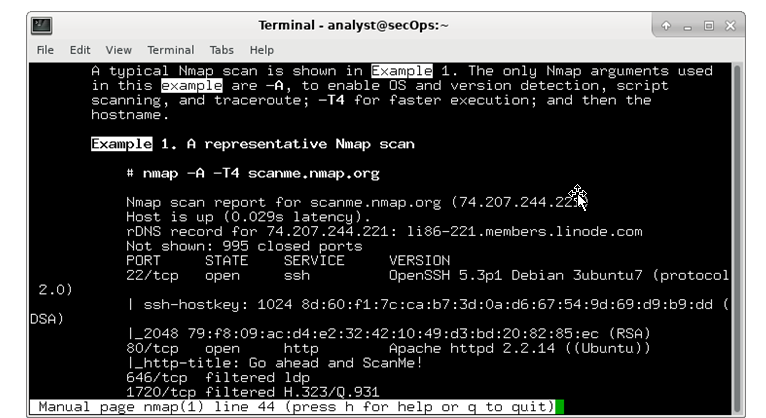 Terminal - analyst@secOps:~
File Edit View Terminal Tabs Help
A typical Nmap scan is shown in Example 1. The only Nmap arguments used
in this example are -A, to enable OS and version detection, script
scanning, and traceroute; -T4 for faster execution; and then the
hostname.
Example 1. A representative Nmap scan
# nmap -A -T4 scanme.nmap.org
Nmap scan report for scanme.nmap.org (74.207.244.221)
Host is up (0.029s latency).
rDNS record for 74.207.244.221: li86-221.members.linode.com
Not shown: 995 closed ports
PORT STATE SERVICE VERSION
22/tcp open ssh OpenSSH 5.3p1 Debian 3ubuntu7 (protocol
2.0)
| ssh-hostkey: 1024 8d:60:f1:7c:ca:b7:3d:0a:d6:67:54:9d:69:d9:b9:dd (
DSA)
|_2048 79:f8:09:ac:d4:e2:32:42:10:49:d3:bd:20:82:85:ec (RSA)
80/tcp open http Apache httpd 2.2.14 ((Ubuntu))
|_http-title: Go ahead and ScanMe!
646/tcp filtered ldp
1720/tcp filtered H.323/Q.931
Manual page nmap(1) line 44 (press h for help or q to quit)